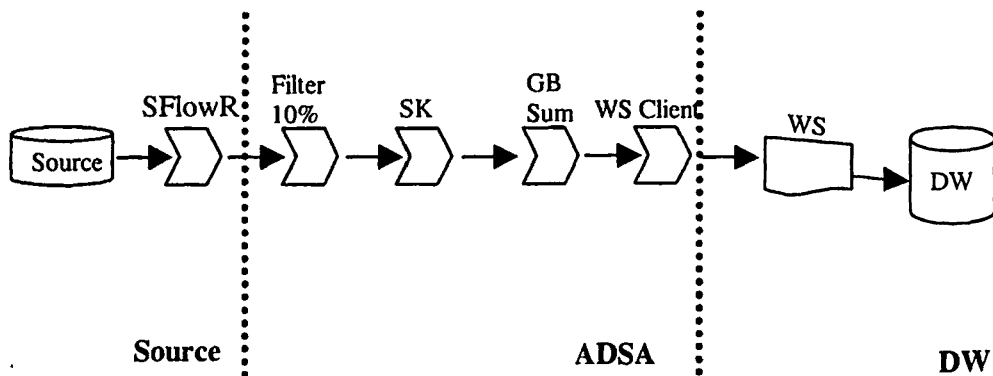 SFlowR
Filter
10%
SK
GB
Sum
WS Client
WS
Source
DW
Source
ADSA
DW